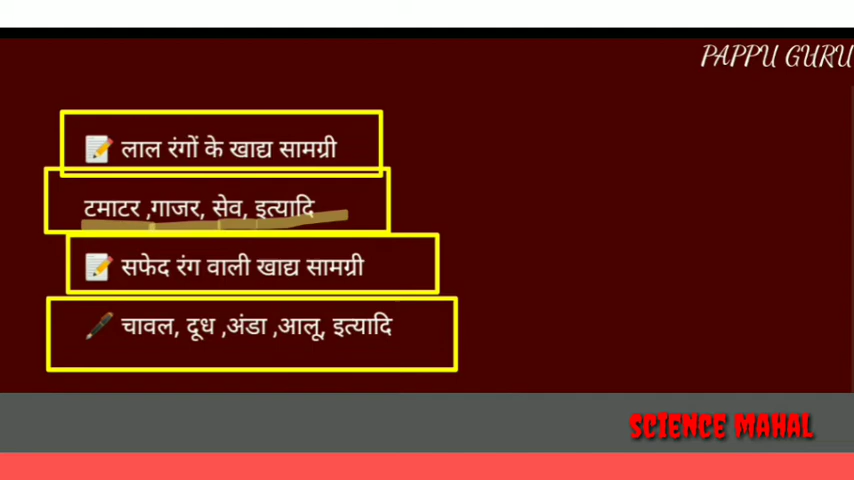 PAPPU GURU
📝 लाल रंगों के खाद्य सामग्री
टमाटर ,गाजर, सेव, इत्यादि
📝 सफेद रंग वाली खाद्य सामग्री
🖋 चावल, दूध ,अंडा ,आलू, इत्यादि
SCIENCE MAHAL